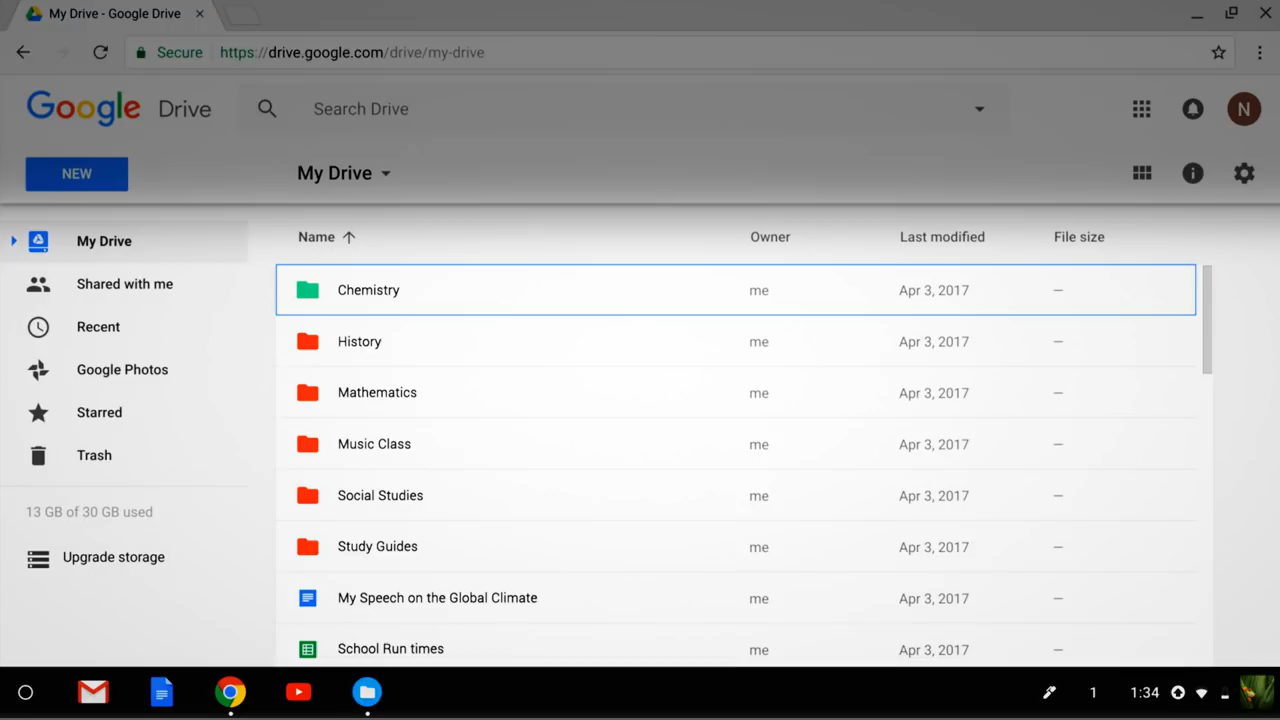 My Drive - Google Drive
Secure https://drive.google.com/drive/my-drive
Google Drive Search Drive N
NEW My Drive
Name Owner Last modified File size
My Drive
Shared with me
Recent
Google Photos
Starred
Trash
13 GB of 30 GB used
Upgrade storage
Chemistry me Apr 3, 2017 —
History me Apr 3, 2017 —
Mathematics me Apr 3, 2017 —
Music Class me Apr 3, 2017 —
Social Studies me Apr 3, 2017 —
Study Guides me Apr 3, 2017 —
My Speech on the Global Climate me Apr 3, 2017 —
School Run times me Apr 3, 2017 —
1 1:34